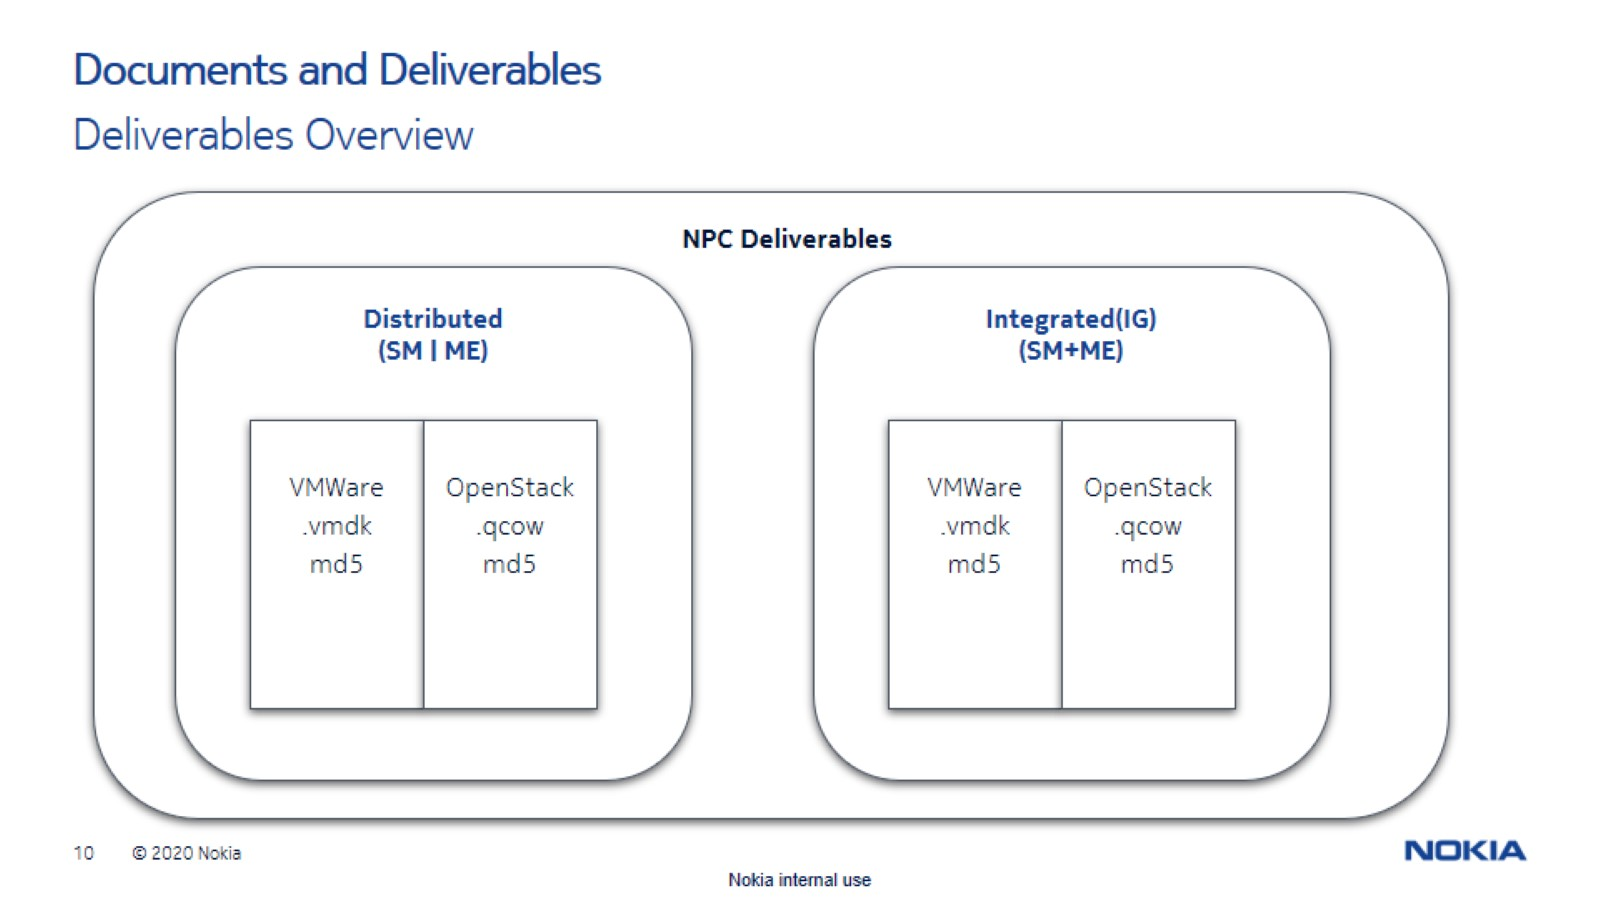 Documents and Deliverables
Deliverables Overview
NPC Deliverables
Distributed
(SM | ME)
VMWare
.vmdk
md5
OpenStack
.qcow
md5
Integrated(IG)
(SM+ME)
VMWare
.vmdk
md5
OpenStack
.qcow
md5
10
© 2020 Nokia
NOKIA
Nokia internal use